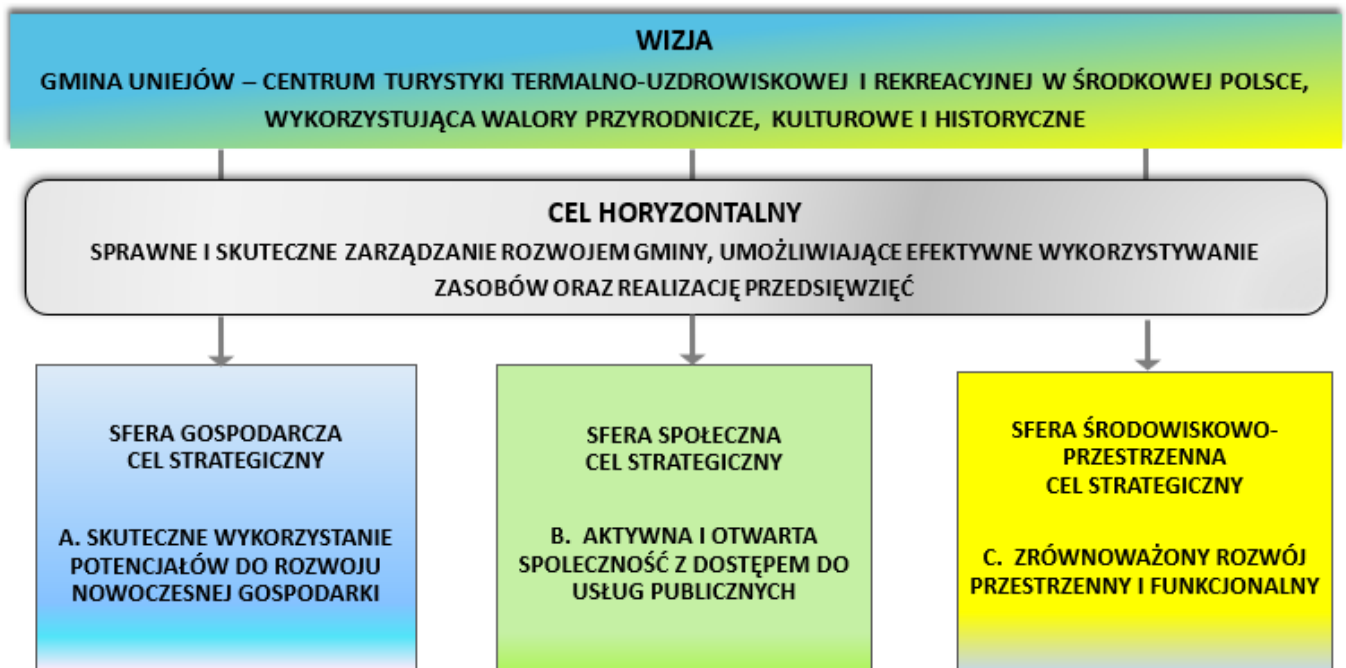 WIZJA
GMINA UNIEJÓW – CENTRUM TURYSTYKI TERMALNO-UZDROWISKOWEJ I REKREACYJNEJ W ŚRODKOWEJ POLSCE,
WYKORZYSTUJĄCA WALORY PRZYRODNICZE, KULTUROWE I HISTORYCZNE
CEL HORYZONTALNY
SPRAWNE I SKUTECZNE ZARZĄDZANIE ROZWOJEM GMINY, UMOŻLIWIAJĄCE EFEKTYWNE WYKORZYSTYWANIE
ZASOBÓW ORAZ REALIZACJĘ PRZEDSIĘWZIĘĆ
SFERA GOSPODARCZA
CEL STRATEGICZNY
A. SKUTECZNE WYKORZYSTANIE
POTENCJAŁÓW DO ROZWOJU
NOWOCZESNEJ GOSPODARKI
SFERA SPOŁECZNA
CEL STRATEGICZNY
B. AKTYWNA I OTWARTA
SPOLECZNOŚĆ Z DOSTĘPEM DO
USŁUG PUBLICZNYCH
SFERA ŚRODOWISKOWO-
PRZESTRZENNA
CEL STRATEGICZNY
C. ZRÓWNOWAŻONY ROZWÓJ
PRZESTRZENNY I FUNKCJONALNY